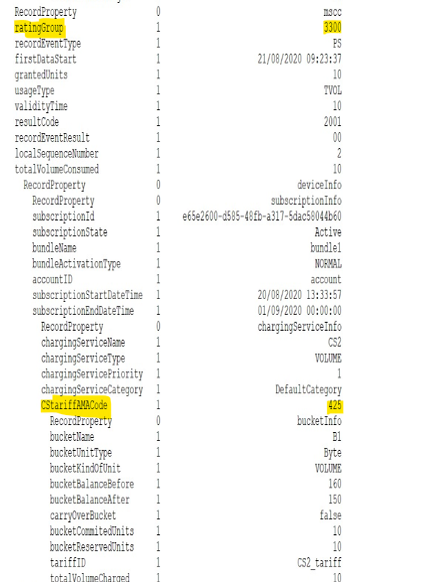 RecordProperty 0 mscc
ratingGroup 1 3300
recordEventType 1 PS
firstDataStart 1 21/08/2020 09:23:37
grantedUnits 1 10
usageType 1 TVOL
validityTime 1 10
resultCode 1 2001
recordEventResult 1 00
localSequenceNumber 1 2
totalVolumeConsumed 1 10
RecordProperty 0 deviceInfo
RecordProperty 0 subscriptionInfo
subscriptionId 1 e65e2600-d585-48fb-a317-5dac58044b60
subscriptionState 1 Active
bundleName 1 bundle1
bundleActivationType 1 NORMAL
accountID 1 account
subscriptionStartDateTime 1 20/08/2020 13:33:57
subscriptionEndDateTime 1 01/09/2020 00:00:00
RecordProperty 0 chargingServiceInfo
chargingServiceName 1 CS2
chargingServiceType 1 VOLUME
chargingServicePriority 1 1
chargingServiceCategory 1 DefaultCategory
CStariffAMACode 1 425
RecordProperty 0 bucketInfo
bucketName 1 B1
bucketUnitType 1 Byte
bucketKindOfUnit 1 VOLUME
bucketBalanceBefore 1 160
bucketBalanceAfter 1 150
carryOverBucket 1 false
bucketCommitedUnits 1 10
bucketReservedUnits 1 10
tariffID 1 CS2_tariff
totalVolumeCharged 1 10